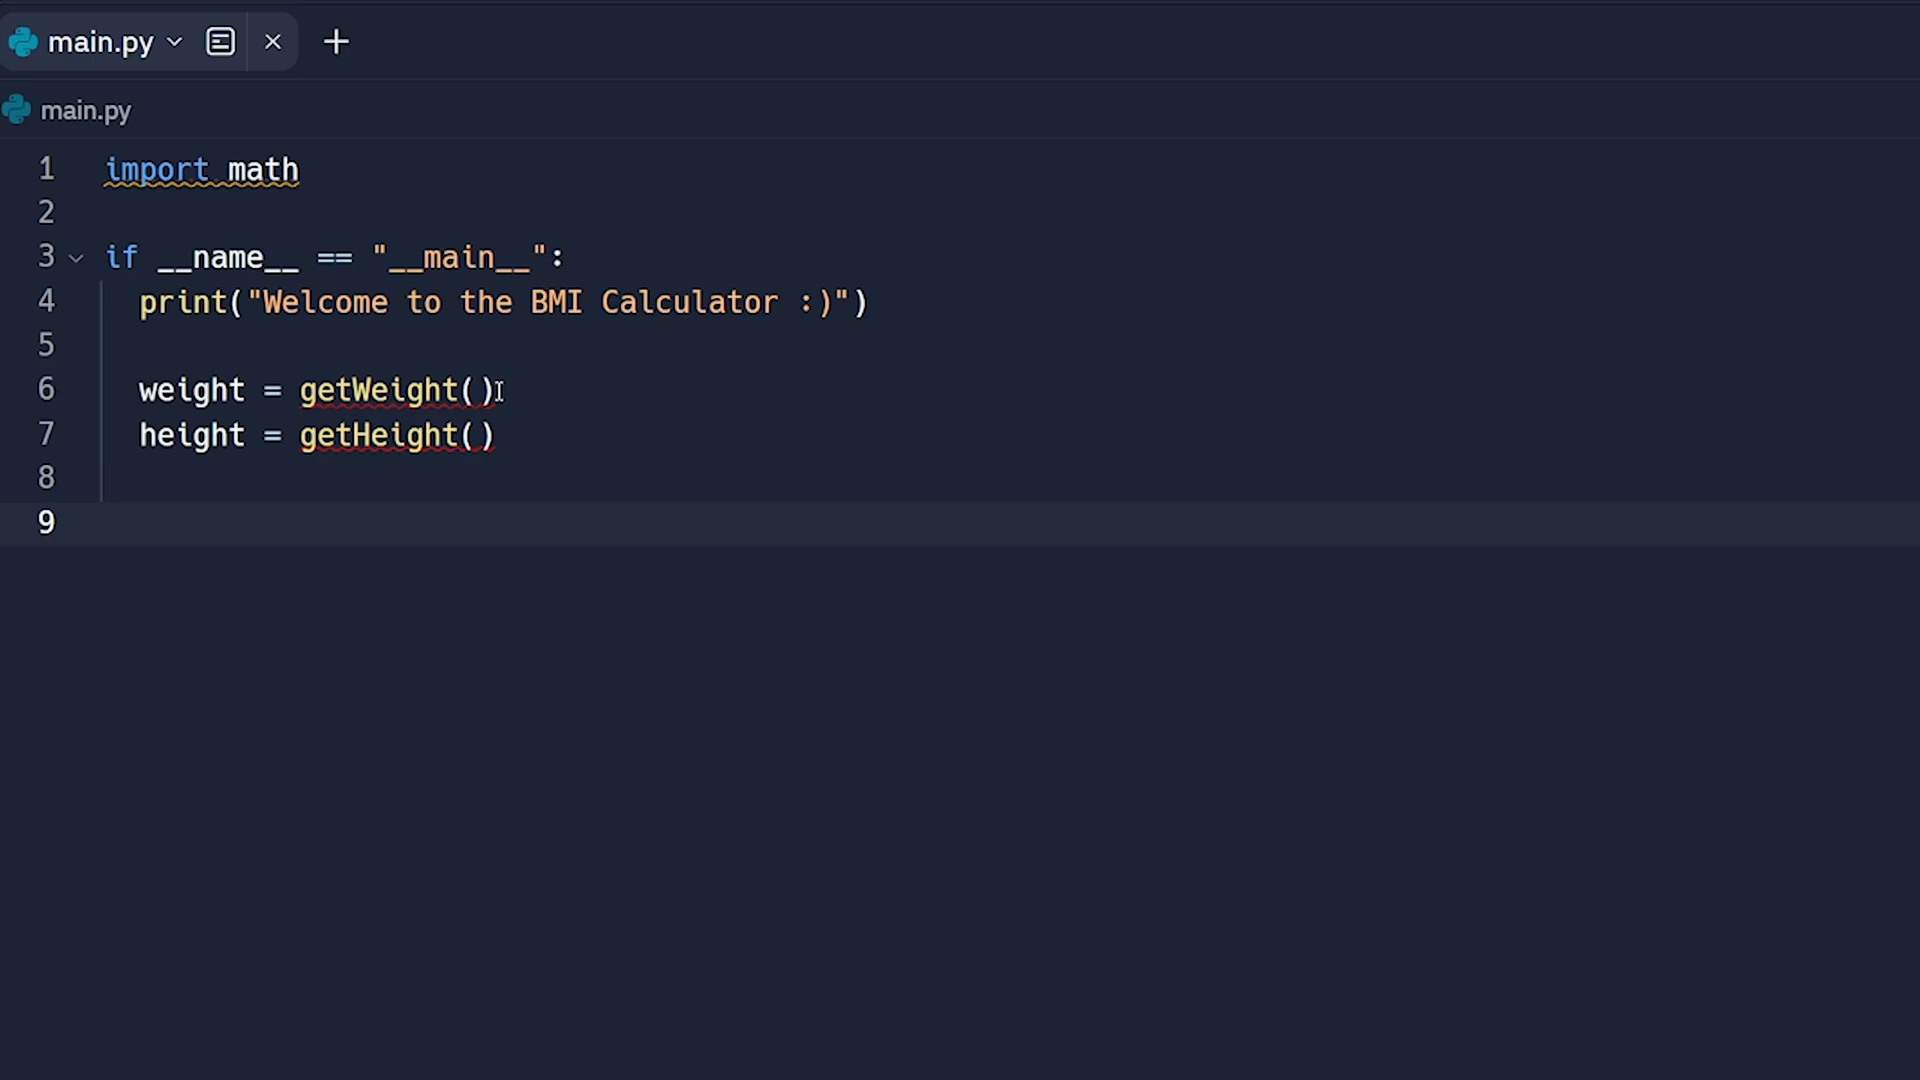 main.py
main.py
1 import math
2
3 if __name__ == "__main__":
4 print("Welcome to the BMI Calculator :)")
5
6 weight = getWeight()
7 height = getHeight()
8
9